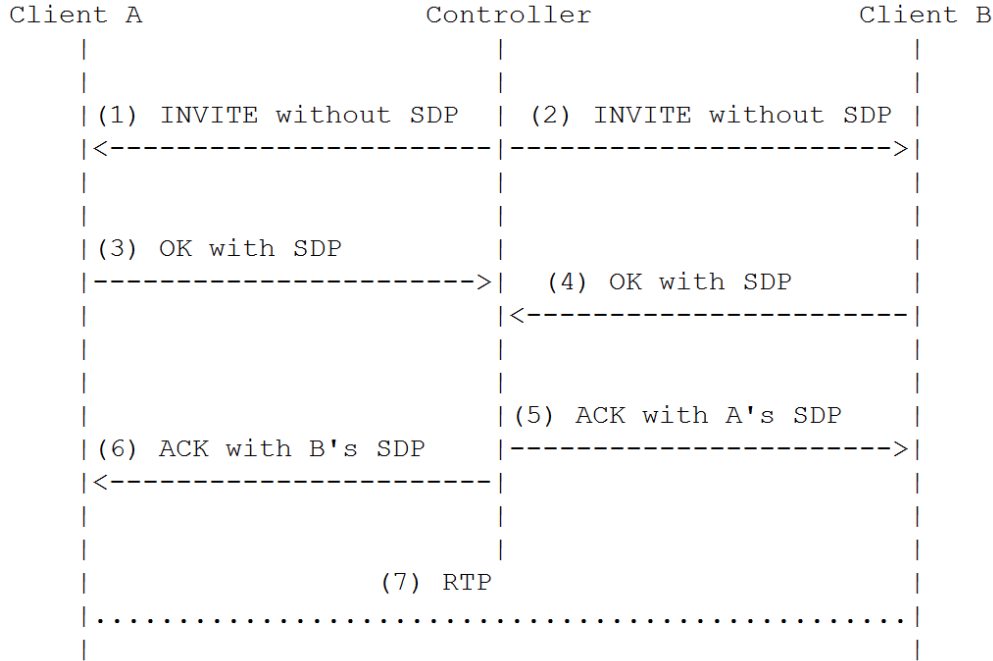 Client A Controller Client B
(1) INVITE without SDP (2) INVITE without SDP
(3) OK with SDP
(4) OK with SDP
(5) ACK with A's SDP
(6) ACK with B's SDP
(7) RTP